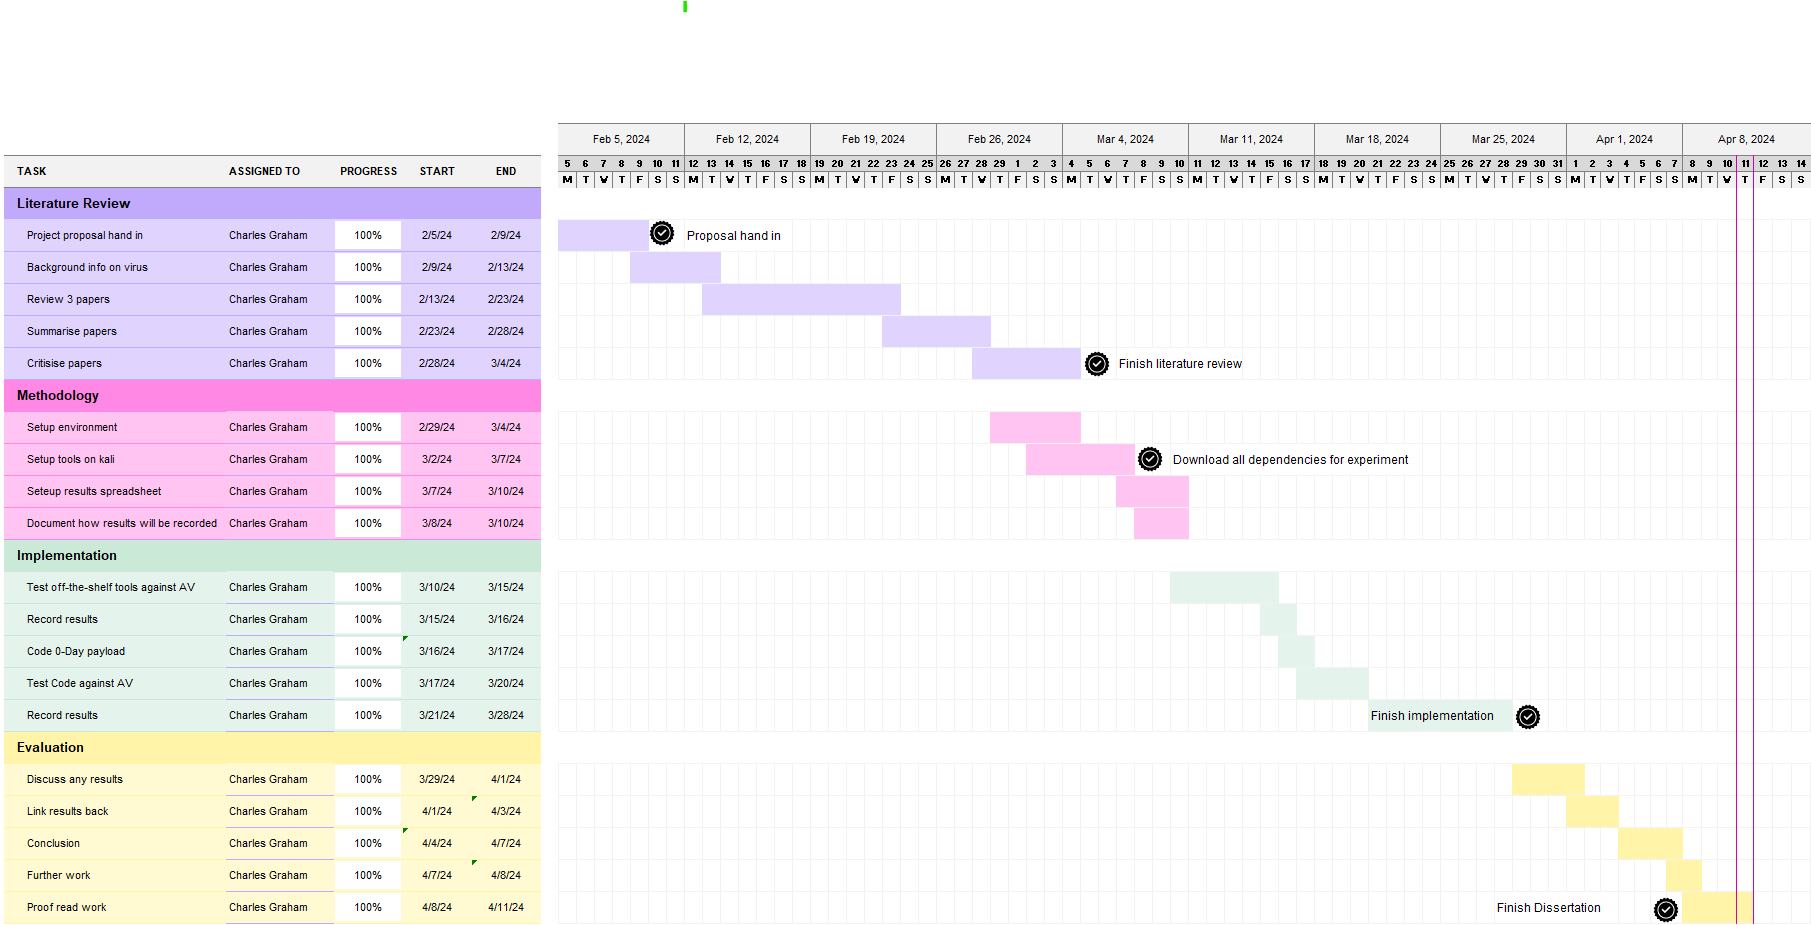 Feb 5, 2024 Feb 12, 2024 Feb 19, 2024 Feb 26, 2024 Mar 4, 2024 Mar 11, 2024 Mar 18, 2024 Mar 25, 2024 Apr 1, 2024 Apr 8, 2024
5 6 7 8 9 10 11 12 13 14 15 16 17 18 19 20 21 22 23 24 25 26 27 28 29 1 2 3 4 5 6 7 8 9 10 11 12 13 14 15 16 17 18 19 20 21 22 23 24 25 26 27 28 29 30 31 1 2 3 4 5 6 7 8 9 10 11 12 13 14
TASK ASSIGNED TO PROGRESS START END
M T W T F S S M T W T F S S M T W T F S S M T W T F S S M T W T F S S M T W T F S S M T W T F S S M T W T F S S M T W T F S S M T W T F S S
Literature Review
Project proposal hand in Charles Graham 100% 2/5/24 2/9/24 Proposal hand in
Background info on virus Charles Graham 100% 2/9/24 2/13/24
Review 3 papers Charles Graham 100% 2/13/24 2/23/24
Summarise papers Charles Graham 100% 2/23/24 2/28/24
Critisise papers Charles Graham 100% 2/28/24 3/4/24 Finish literature review
Methodology
Setup environment Charles Graham 100% 2/29/24 3/4/24
Setup tools on kali Charles Graham 100% 3/2/24 3/7/24 Download all dependencies for experiment
Seteup results spreadsheet Charles Graham 100% 3/7/24 3/10/24
Document how results will be recorded Charles Graham 100% 3/8/24 3/10/24
Implementation
Test off-the-shelf tools against AV Charles Graham 100% 3/10/24 3/15/24
Record results Charles Graham 100% 3/15/24 3/16/24
Code 0-Day payload Charles Graham 100% 3/16/24 3/17/24
Test Code against AV Charles Graham 100% 3/17/24 3/20/24
Record results Charles Graham 100% 3/21/24 3/28/24 Finish implementation
Evaluation
Discuss any results Charles Graham 100% 3/29/24 4/1/24
Link results back Charles Graham 100% 4/1/24 4/3/24
Conclusion Charles Graham 100% 4/4/24 4/7/24
Further work Charles Graham 100% 4/7/24 4/8/24
Proof read work Charles Graham 100% 4/8/24 4/11/24 Finish Dissertation